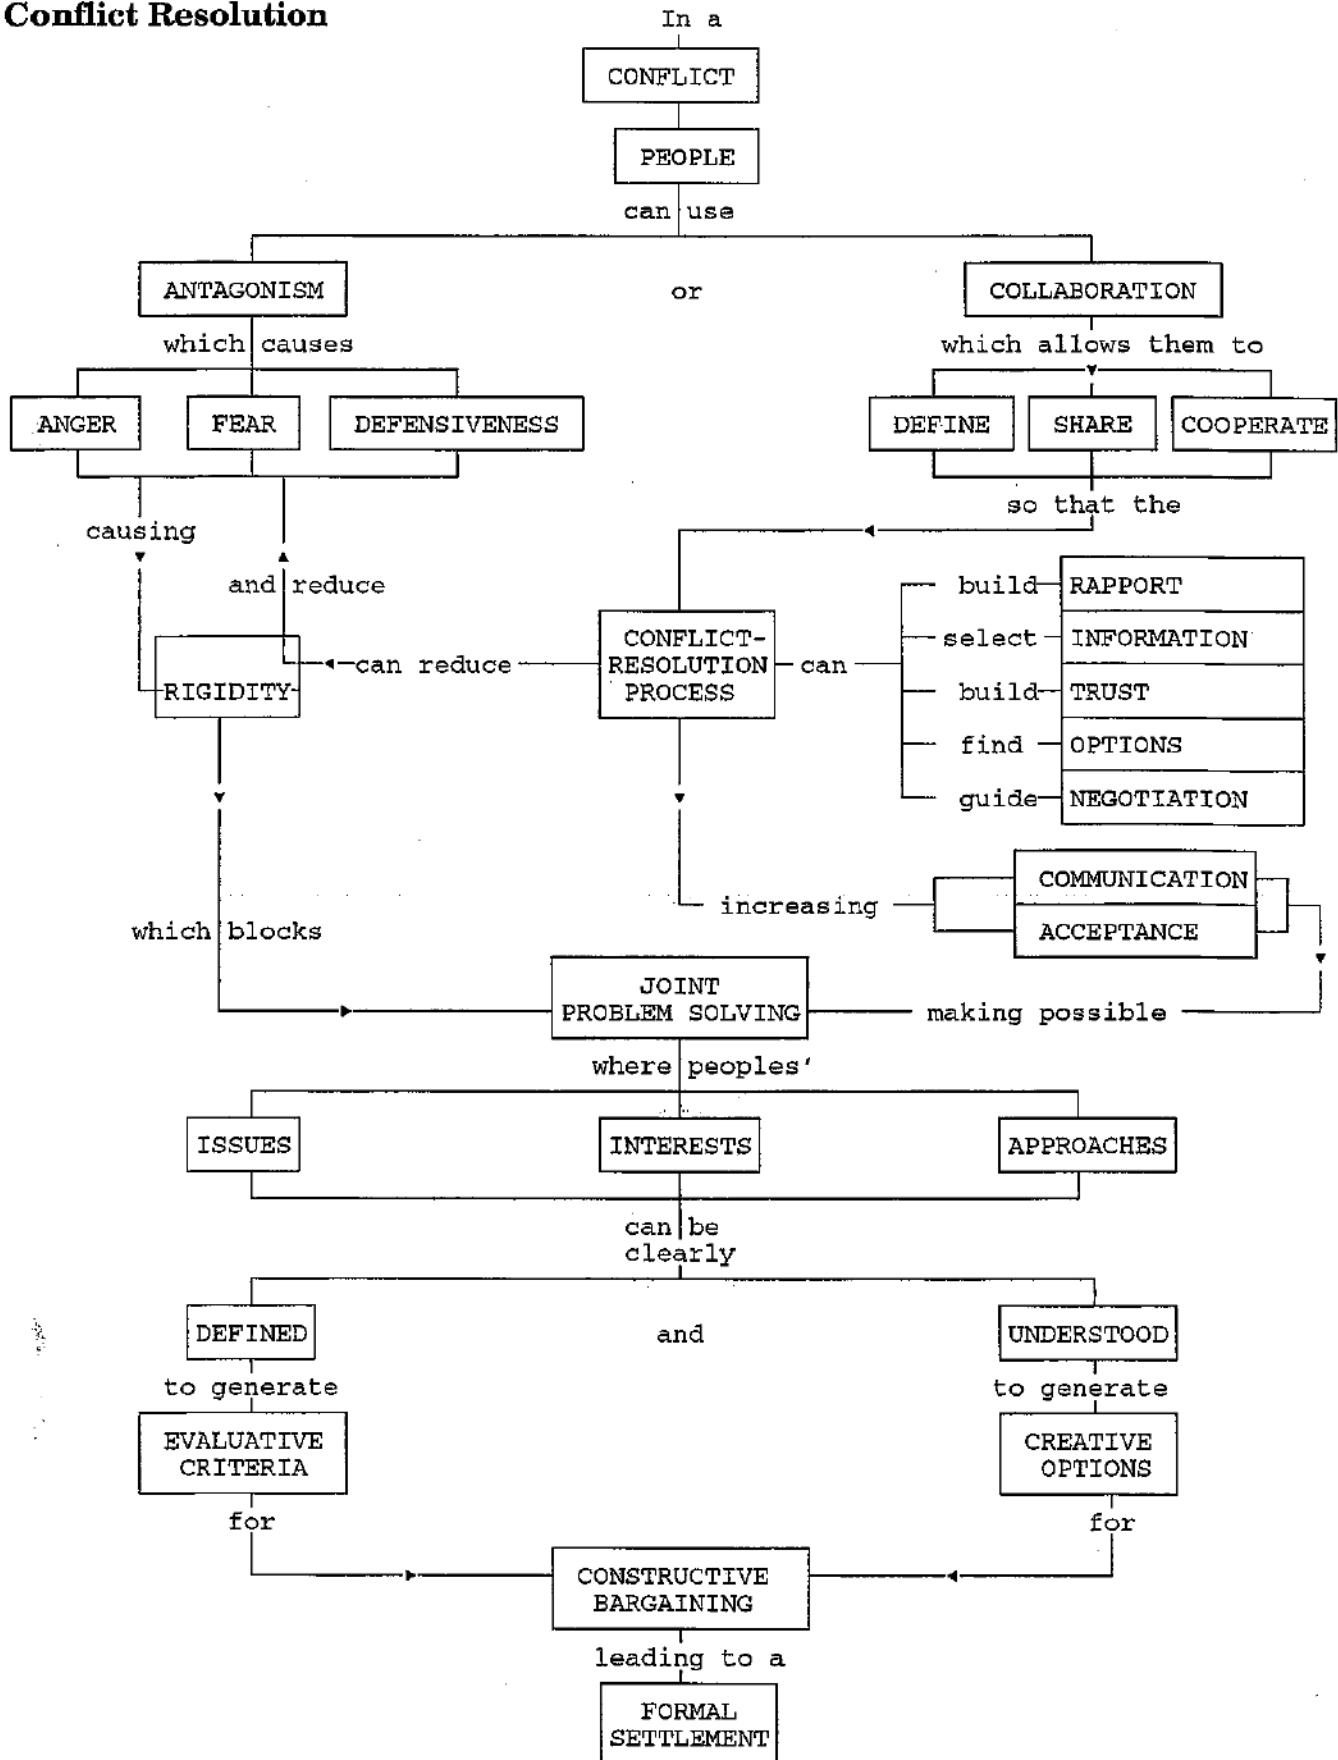 Conflict Resolution
In a
CONFLICT
PEOPLE
can use
ANTAGONISM
or
COLLABORATION
which causes
which allows them to
ANGER
FEAR
DEFENSIVENESS
DEFINE
SHARE
COOPERATE
so that the
causing
and reduce
build
RAPPORT
select
INFORMATION
build
TRUST
find
OPTIONS
guide
NEGOTIATION
CONFLICT-
RESOLUTION
PROCESS
can
can reduce
RIGIDITY
increasing
COMMUNICATION
ACCEPTANCE
which blocks
JOINT
PROBLEM SOLVING
making possible
where peoples'
ISSUES
INTERESTS
APPROACHES
can be
clearly
DEFINED
and
UNDERSTOOD
to generate
to generate
EVALUATIVE
CRITERIA
CREATIVE
OPTIONS
for
for
CONSTRUCTIVE
BARGAINING
leading to a
FORMAL
SETTLEMENT